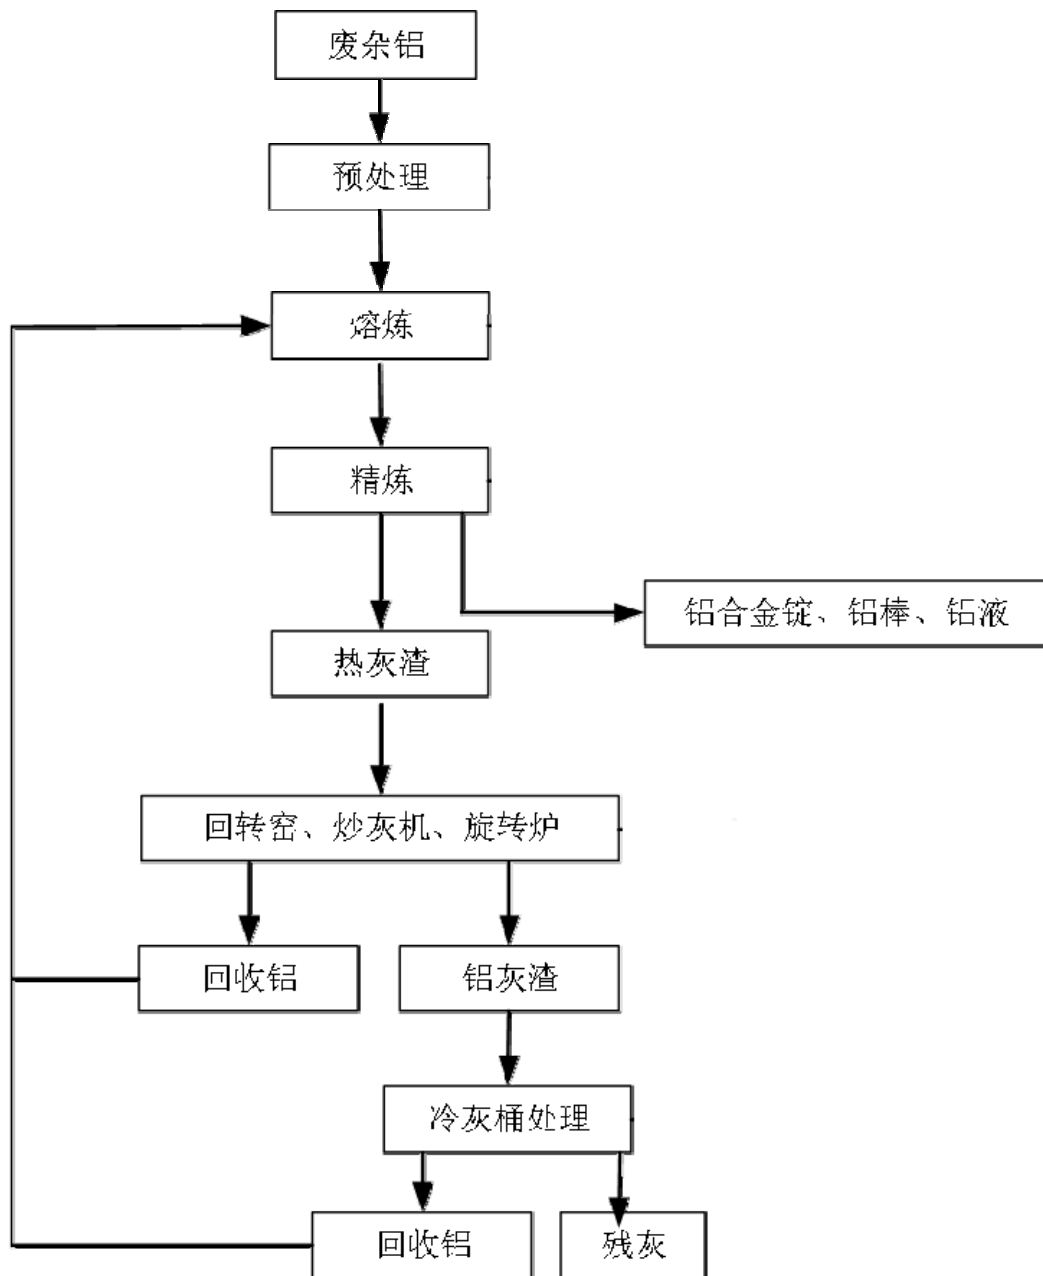 废杂铝
预处理
熔炼
精炼
铝合金锭、铝棒、铝液
热灰渣
回转窑、炒灰机、旋转炉
回收铝
铝灰渣
冷灰桶处理
回收铝
残灰